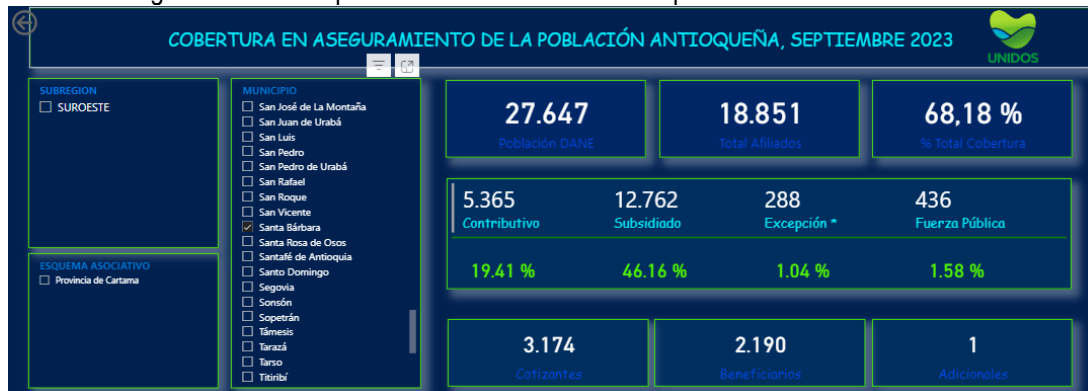 COBERTURA EN ASEGURAMIENTO DE LA POBLACIÓN ANTIOQUEÑA, SEPTIEMBRE 2023
UNIDOS
SUBREGION
SUROESTE
ESQUEMA ASOCIATIVO
Provincia de Cartama
MUNICIPIO
San José de La Montaña
San Juan de Urabá
San Luis
San Pedro
San Pedro de Urabá
San Rafael
San Roque
San Vicente
Santa Bárbara
Santa Rosa de Osos
Santafé de Antioquia
Santo Domingo
Segovia
Sonsón
Sopetrán
Támesis
Tarazá
Tarso
Titiribí
27.647
Población DANE
18.851
Total Afiliados
68,18 %
% Total Cobertura
5.365
Contributivo
12.762
Subsidiado
288
Excepción *
436
Fuerza Pública
19.41 %
46.16 %
1.04 %
1.58 %
3.174
Cotizantes
2.190
Beneficiarios
1
Adicionales